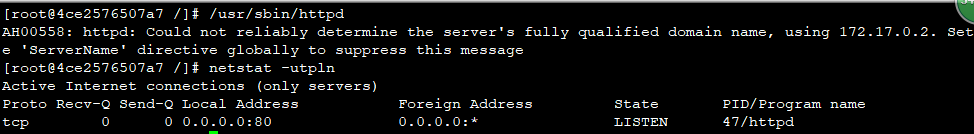 [root@4ce2576507a7 /]# /usr/sbin/httpd
AH00558: httpd: Could not reliably determine the server's fully qualified domain name, using 172.17.0.2. Set
e 'ServerName' directive globally to suppress this message
[root@4ce2576507a7 /]# netstat -utpln
Active Internet connections (only servers)
Proto Recv-Q Send-Q Local Address           Foreign Address         State       PID/Program name
tcp        0      0 0.0.0.0:80              0.0.0.0:*               LISTEN      47/httpd